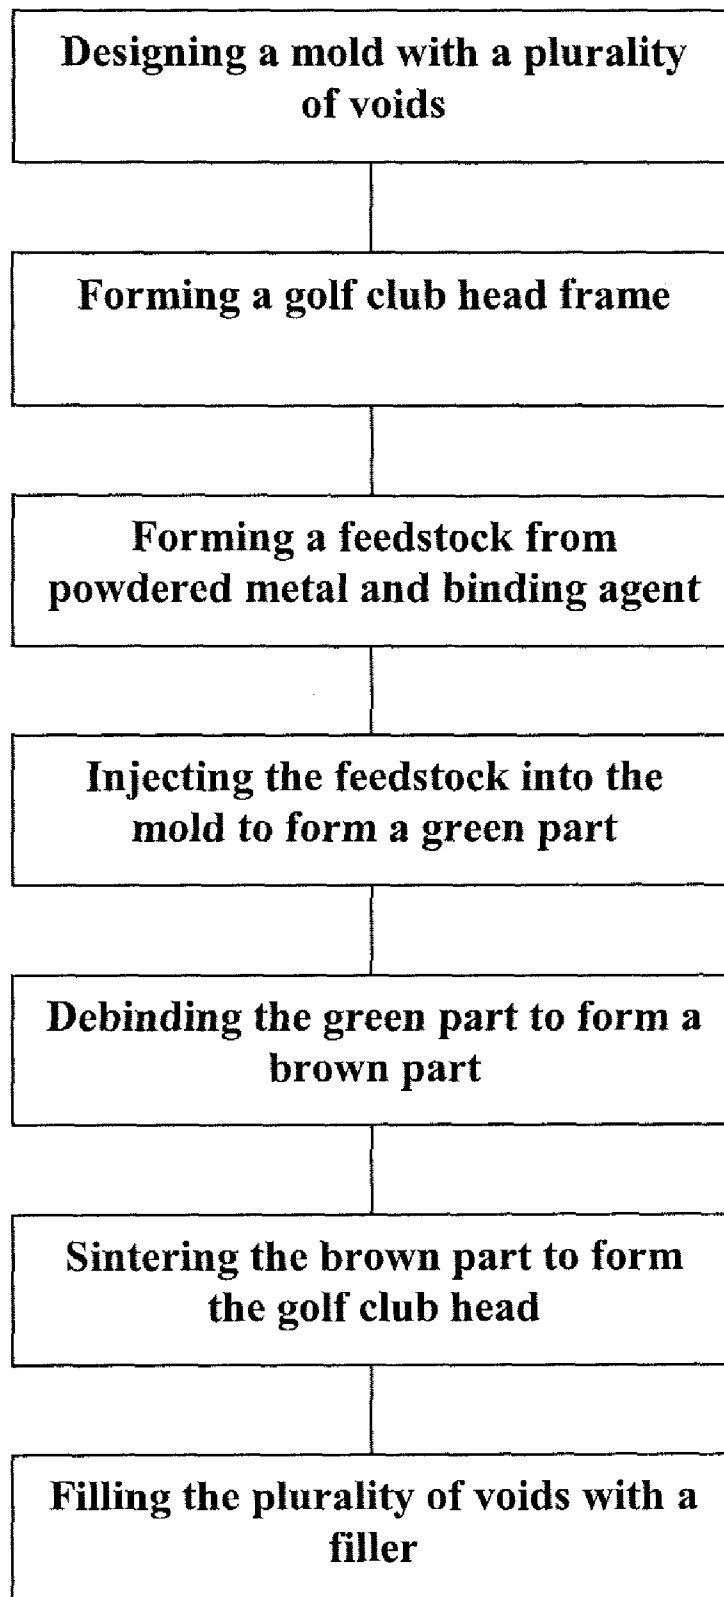 Designing a mold with a plurality
of voids
Forming a golf club head frame
Forming a feedstock from
powdered metal and binding agent
Injecting the feedstock into the
mold to form a green part
Debinding the green part to form a
brown part
Sintering the brown part to form
the golf club head
Filling the plurality of voids with a
filler